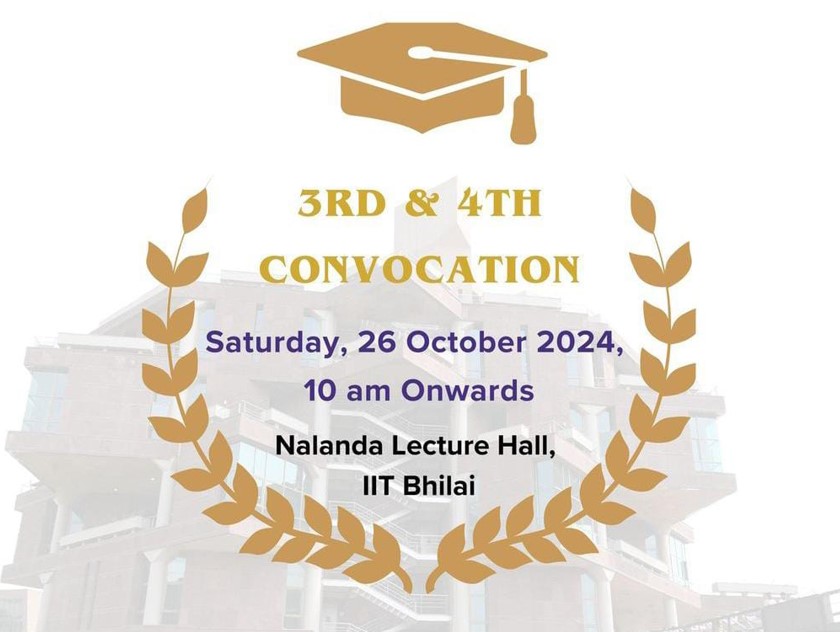 3RD & 4TH
CONVOCATION
Saturday, 26 October 2024,
10 am Onwards
Nalanda Lecture Hall,
IIT Bhilai